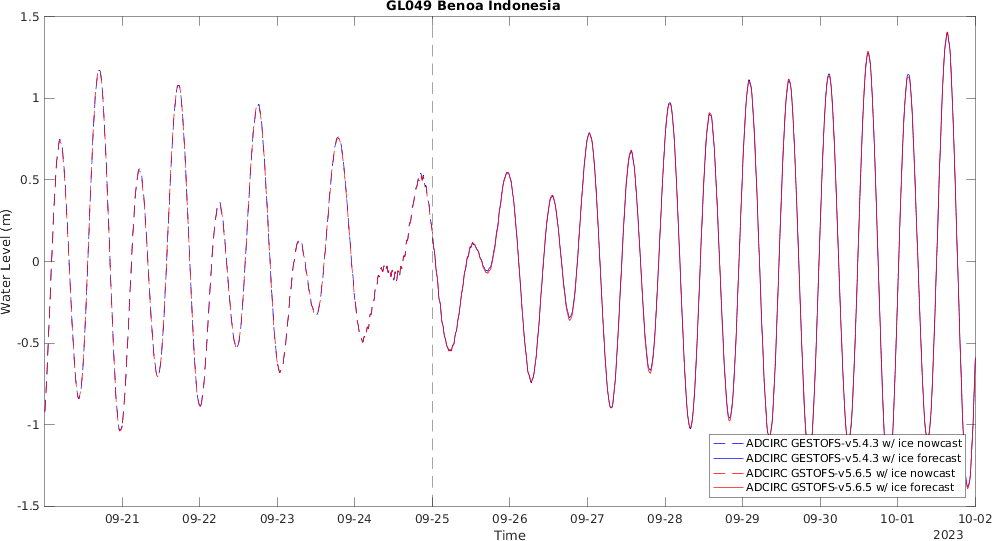 GL049 Benoa Indonesia
1.5
1
0.5
0
-0.5
-1
-1.5
Water Level (m)
ADCIRC GESTOFS-v5.4.3 w/ ice nowcast
ADCIRC GESTOFS-v5.4.3 w/ ice forecast
ADCIRC GSTOFS-v5.6.5 w/ ice nowcast
ADCIRC GSTOFS-v5.6.5 w/ ice forecast
09-21 09-22 09-23 09-24 09-25 09-26 09-27 09-28 09-29 09-30 10-01 10-02
Time
2023